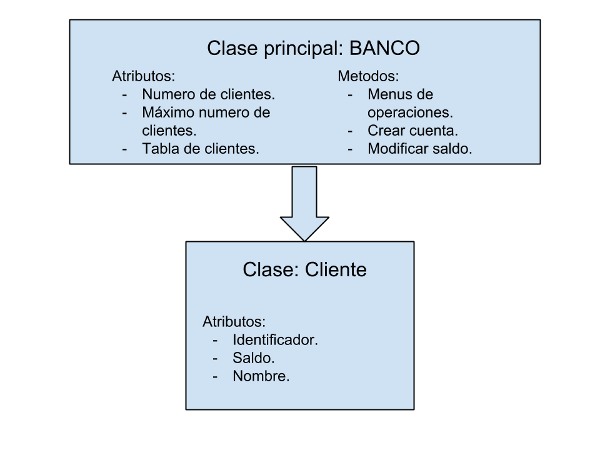 Clase principal: BANCO
Atributos:
- Numero de clientes.
- Máximo numero de
clientes.
- Tabla de clientes.
Metodos:
- Menus de
operaciones.
- Crear cuenta.
- Modificar saldo.
Clase: Cliente
Atributos:
- Identificador.
- Saldo.
- Nombre.